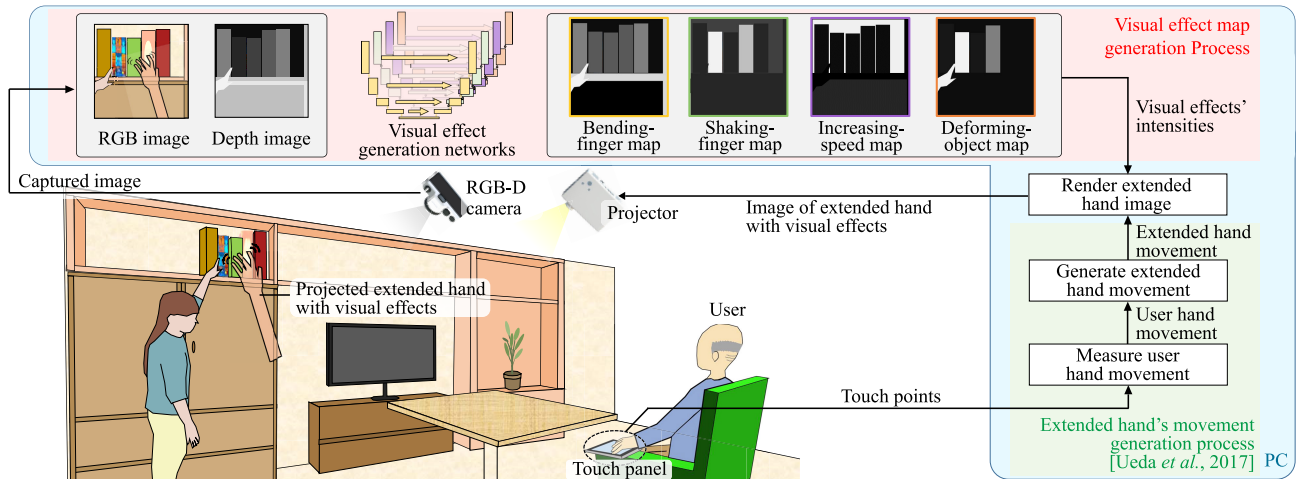 Visual effect map
generation Process
RGB image
Depth image
Visual effect
generation networks
Bending-
finger map
Shaking-
finger map
Increasing-
speed map
Deforming-
object map
Visual effects'
intensities
Captured image
RGB-D
camera
Projector
Image of extended hand
with visual effects
Render extended
hand image
Extended hand
movement
Generate extended
hand movement
User hand
movement
Measure user
hand movement
Projected extended hand
with visual effects
User
Touch points
Touch panel
Extended hand's movement
generation process
[Ueda et al., 2017]
PC